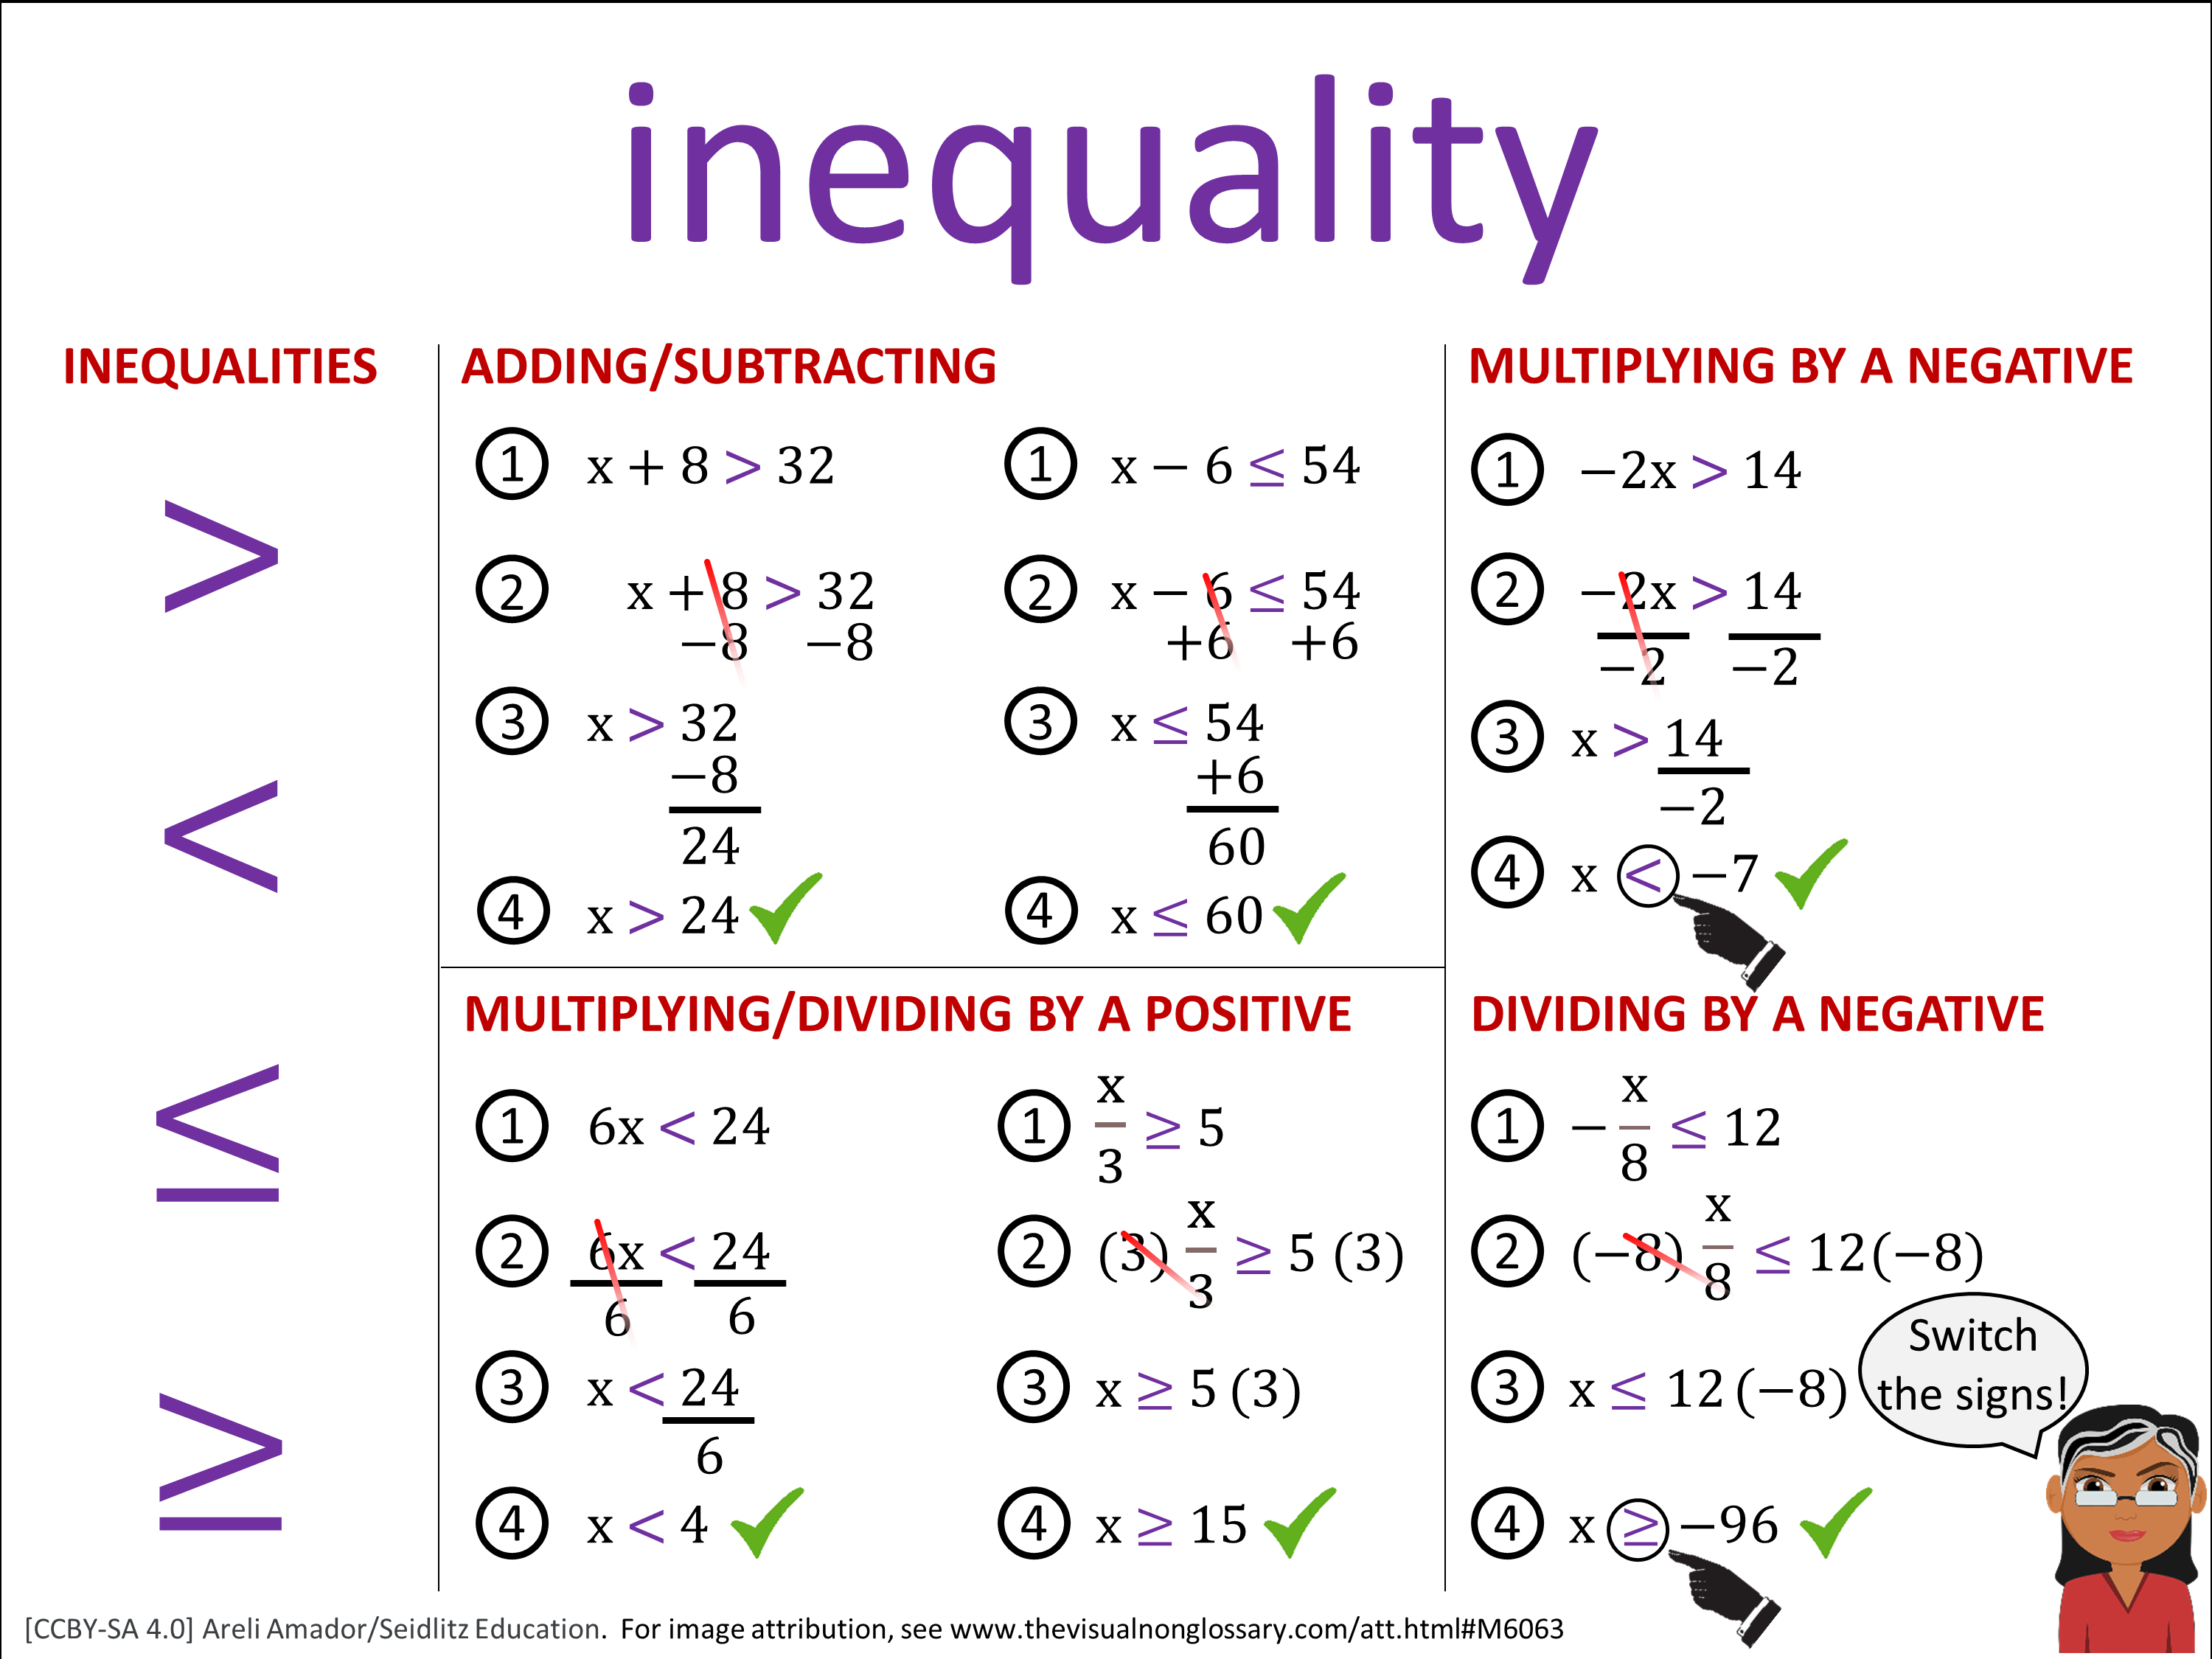 inequality
INEQUALITIES
>
<
≤
≥
ADDING/SUBTRACTING
1 x + 8 > 32
2 x + 8 > 32
−8 −8
3 x > 32
−8
24
4 x > 24
1 x − 6 ≤ 54
2 x − 6 ≤ 54
+6 +6
3 x ≤ 54
+6
60
4 x ≤ 60
MULTIPLYING/DIVIDING BY A POSITIVE
1 6x < 24
2 6x < 24
6 6
3 x < 24
6
4 x < 4
1 x
≥ 5
3
2 x
(3) ≥ 5 (3)
3
3 x ≥ 5 (3)
4 x ≥ 15
MULTIPLYING BY A NEGATIVE
1 −2x > 14
2 −2x > 14
−2 −2
3 x > 14
−2
4 x < −7
DIVIDING BY A NEGATIVE
1 x
− ≤ 12
8
2 x
(−8) ≤ 12(−8)
8
3 x ≤ 12 (−8)
4 x ≥ −96
Switch
the signs!
[CCBY-SA 4.0] Areli Amador/Seidlitz Education. For image attribution, see www.thevisualnonglossary.com/att.html#M6063